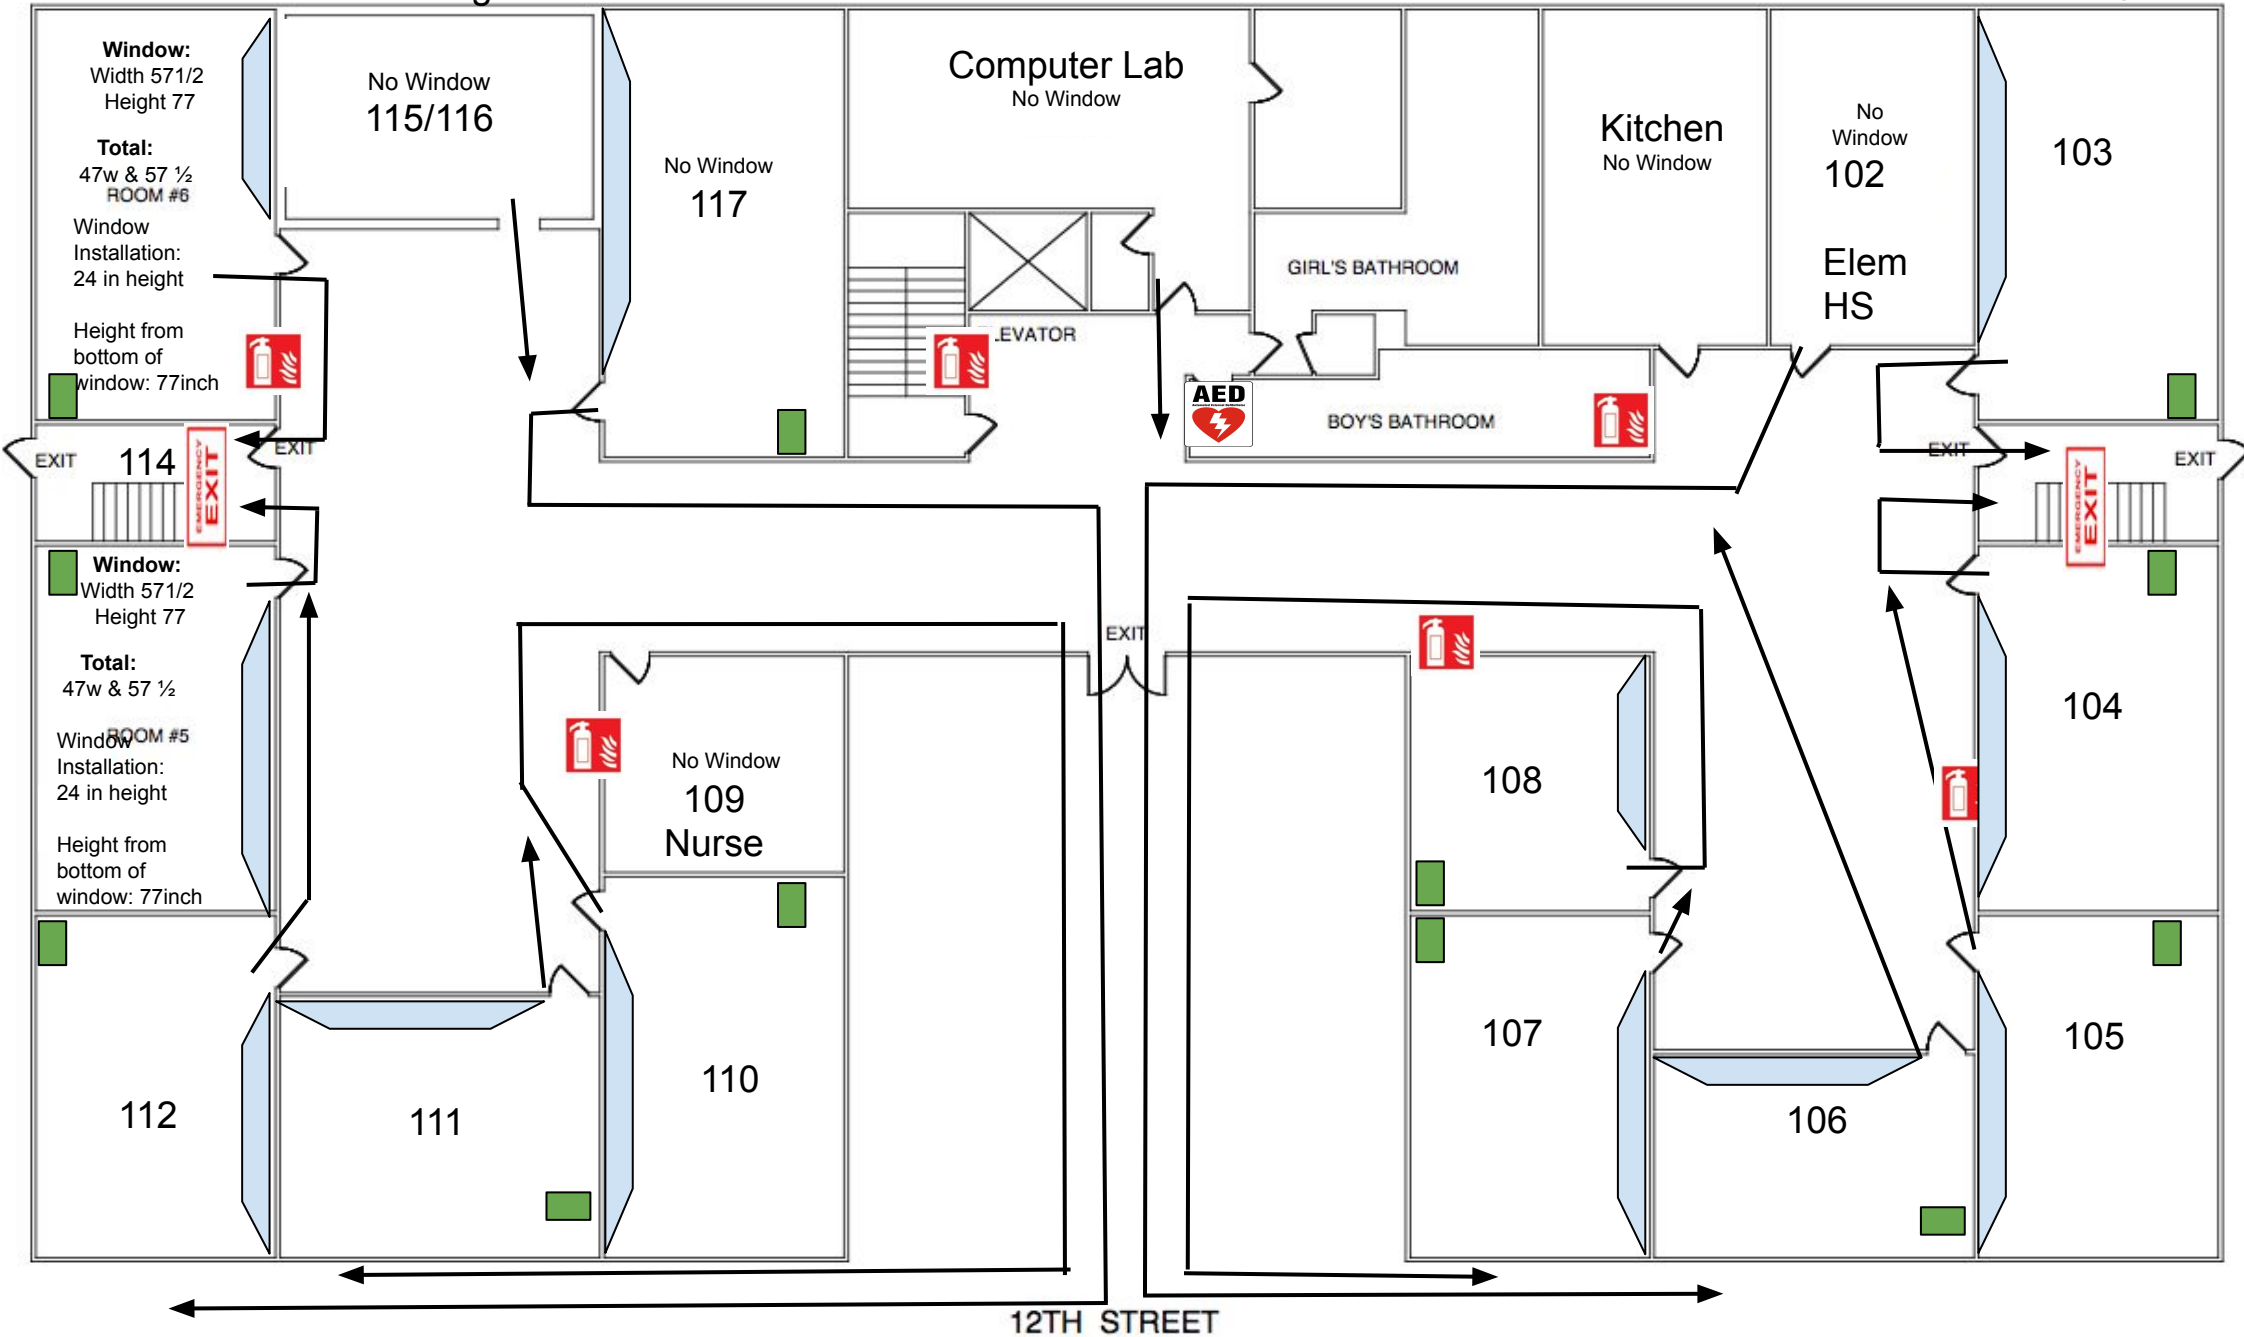 Window:
Width 571/2
Height 77
Total:
47w & 57 ½
ROOM #6
Window
Installation:
24 in height
Height from
bottom of
window: 77inch
No Window
115/116
No Window
117
Computer Lab
No Window
Kitchen
No Window
No
Window
102
Elem
HS
103
GIRL'S BATHROOM
LEVATOR
AED
BOY'S BATHROOM
EXIT
114
EMERGENCY
EXIT
EXIT
EXIT
EMERGENCY
EXIT
EXIT
Window:
Width 571/2
Height 77
Total:
47w & 57 ½
ROOM #5
Window
Installation:
24 in height
Height from
bottom of
window: 77inch
EXIT
No Window
109
Nurse
108
104
112
111
110
107
106
105
12TH STREET